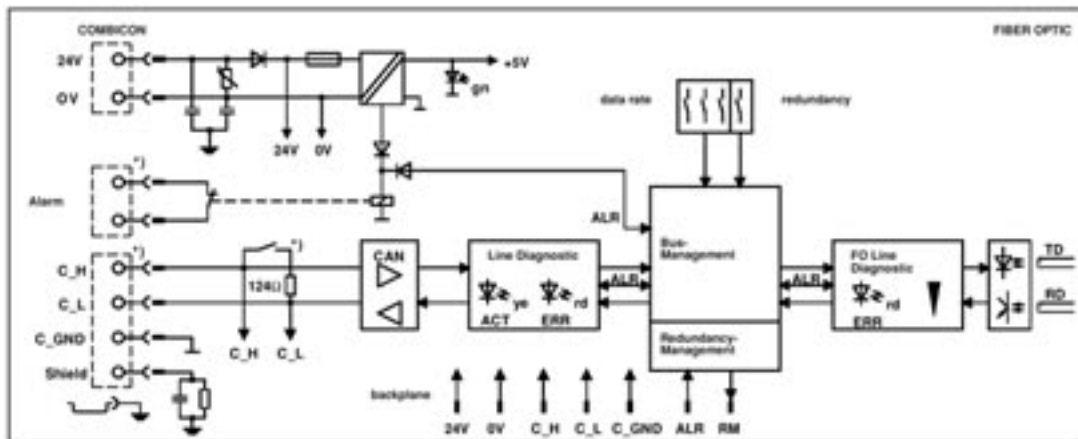 COMBICON
FIBER OPTIC
24V
0V
+5V
gn
24V 0V
data rate redundancy
*)
Alarm
ALR
Bus-
Management
*)
C_H
C_L
C_GND
Shield
*)
124Ω
C_H C_L
CAN
Line Diagnostic
ye
rd
ACT ERR
ALR
ALR
FO Line
Diagnostic
rd
ERR
TD
RD
Redundancy-
Management
backplane
24V 0V C_H C_L C_GND ALR RM